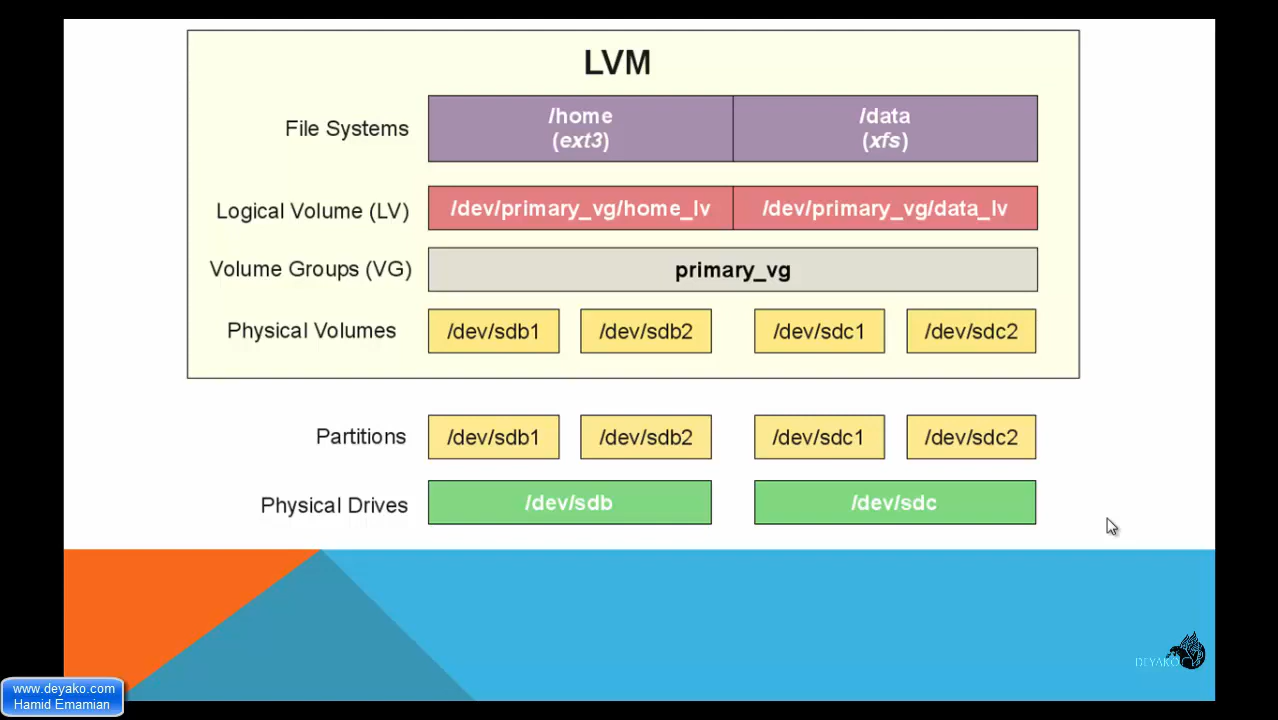 LVM
File Systems
/home
(ext3)
/data
(xfs)
Logical Volume (LV)
/dev/primary_vg/home_lv
/dev/primary_vg/data_lv
Volume Groups (VG)
primary_vg
Physical Volumes
/dev/sdb1
/dev/sdb2
/dev/sdc1
/dev/sdc2
Partitions
/dev/sdb1
/dev/sdb2
/dev/sdc1
/dev/sdc2
Physical Drives
/dev/sdb
/dev/sdc
DEYAKO
www.deyako.com
Hamid Emamian